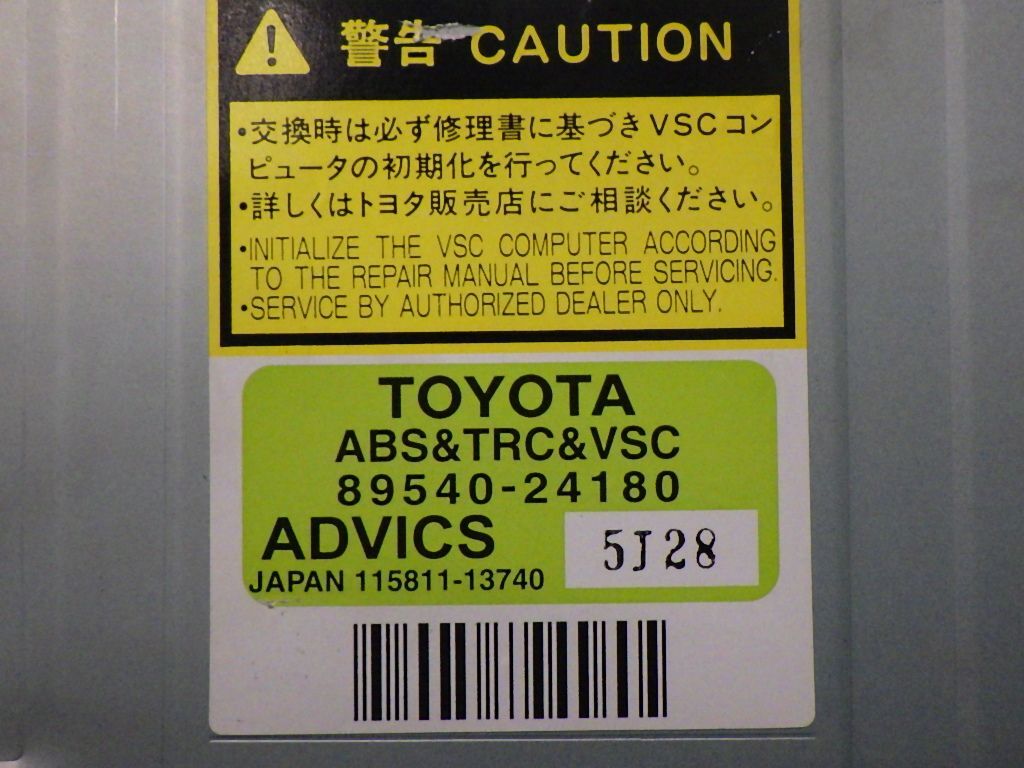 警告 CAUTION
・交換時は必ず修理書に基づきVSCコン
ピュータの初期化を行ってください。
・詳しくはトヨタ販売店にご相談ください。
・INITIALIZE THE VSC COMPUTER ACCORDING
TO THE REPAIR MANUAL BEFORE SERVICING.
・SERVICE BY AUTHORIZED DEALER ONLY.
TOYOTA
ABS&TRC&VSC
89540-24180
ADVICS
5J28
JAPAN 115811-13740